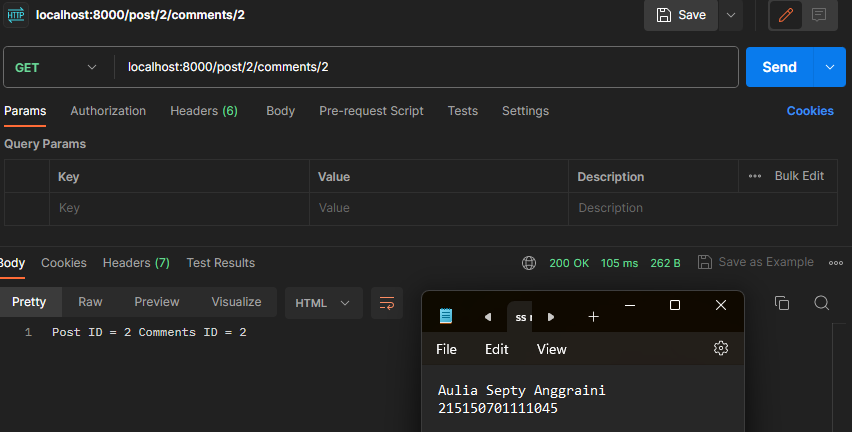 HTTP localhost:8000/post/2/comments/2 Save
GET localhost:8000/post/2/comments/2 Send
Params Authorization Headers (6) Body Pre-request Script Tests Settings Cookies
Query Params
Key Value Description ••• Bulk Edit
Key Value Description
Body Cookies Headers (7) Test Results 200 OK 105 ms 262 B Save as Example •••
Pretty Raw Preview Visualize HTML
1 Post ID = 2 Comments ID = 2
ss
File Edit View
Aulia Septy Anggraini
215150701111045